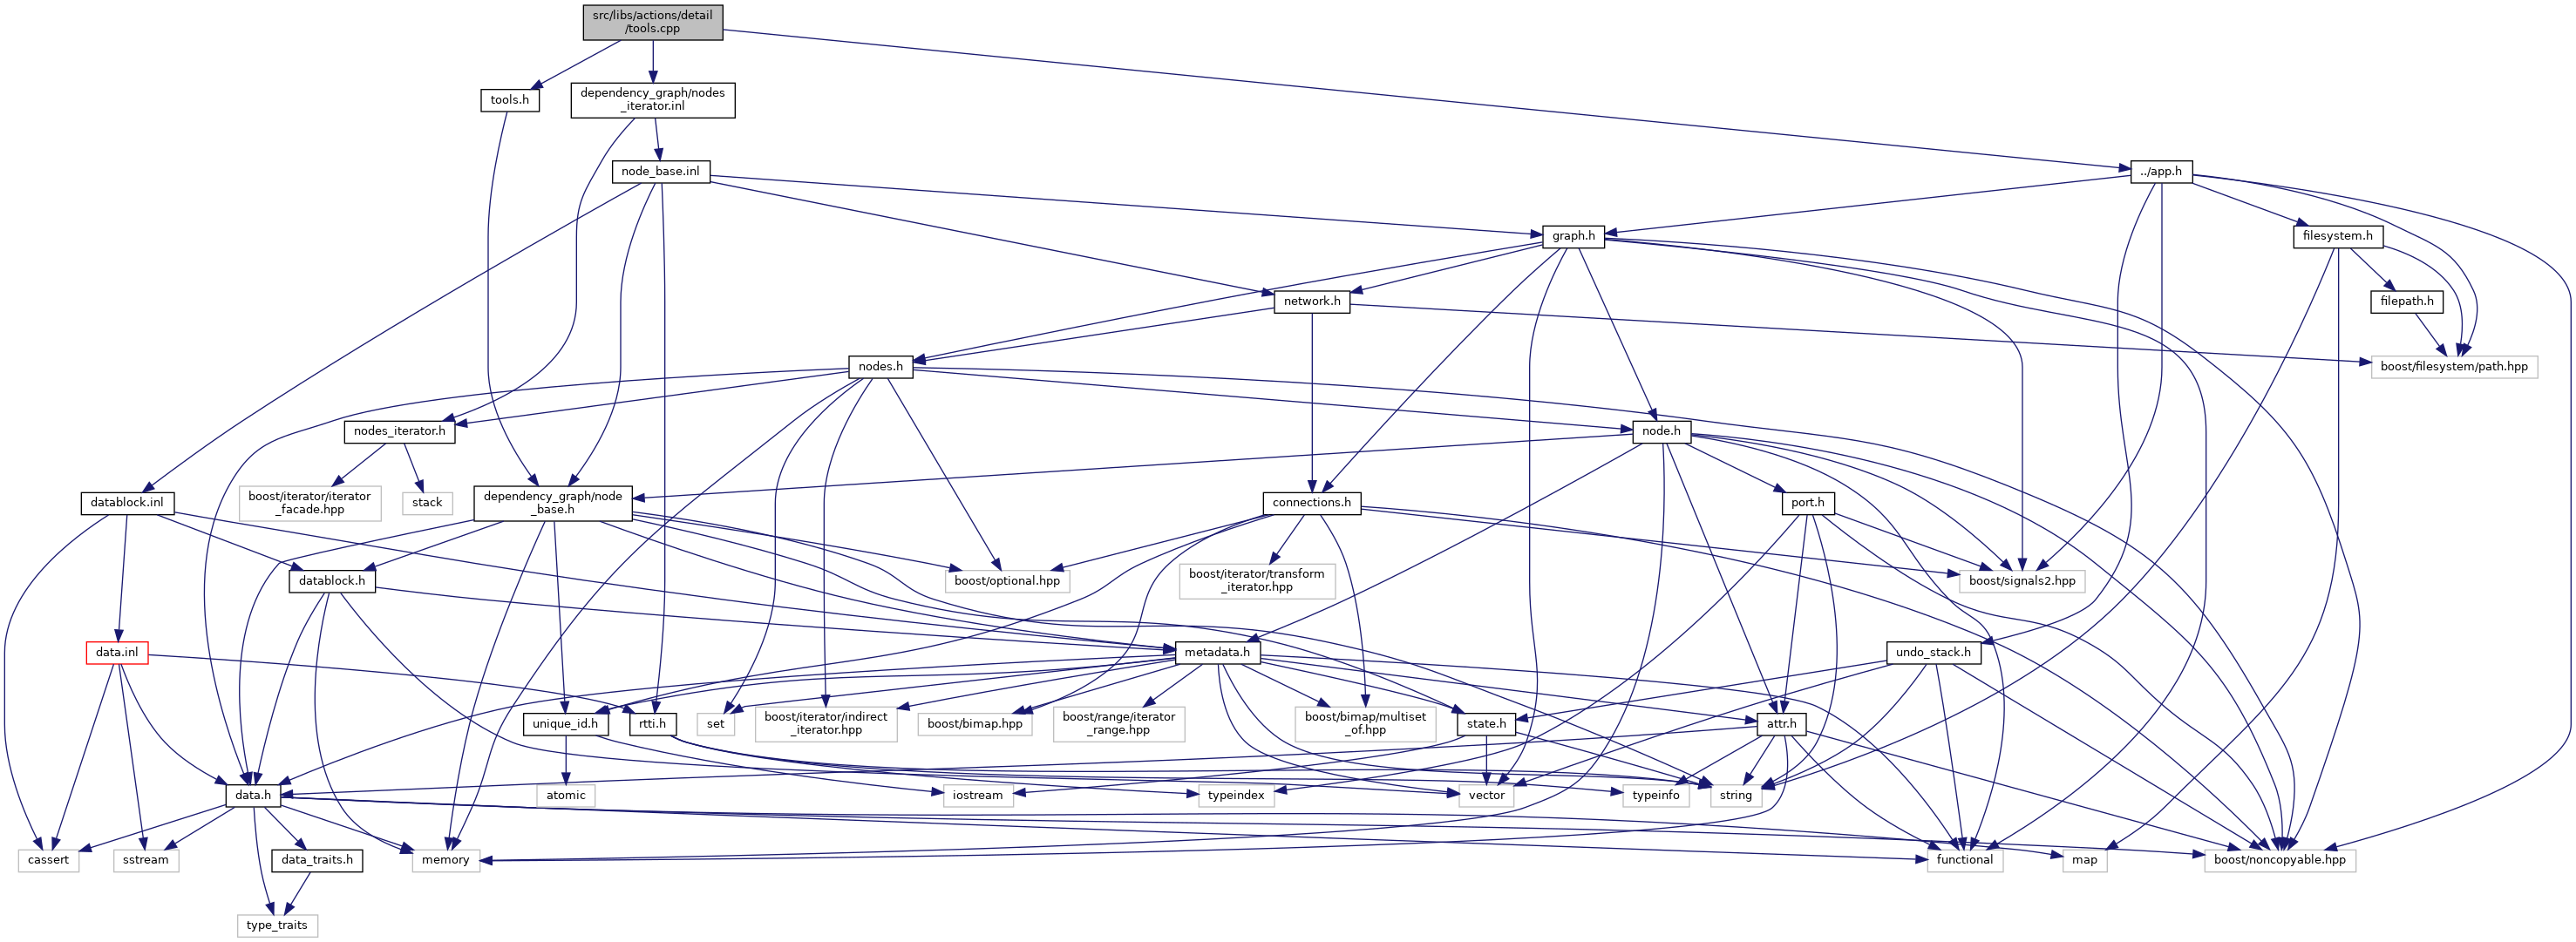 src/libs/actions/detail
/tools.cpp
tools.h
dependency_graph/nodes
_iterator.inl
node_base.inl
../app.h
graph.h
filesystem.h
network.h
filepath.h
nodes.h
boost/filesystem/path.hpp
nodes_iterator.h
node.h
boost/iterator/iterator
_facade.hpp
stack
datablock.inl
dependency_graph/node
_base.h
connections.h
port.h
datablock.h
boost/optional.hpp
boost/iterator/transform
_iterator.hpp
boost/signals2.hpp
data.inl
metadata.h
undo_stack.h
unique_id.h
rtti.h
set
boost/iterator/indirect
_iterator.hpp
boost/bimap.hpp
boost/range/iterator
_range.hpp
boost/bimap/multiset
_of.hpp
state.h
attr.h
data.h
atomic
iostream
typeindex
vector
typeinfo
string
cassert
sstream
data_traits.h
memory
functional
map
boost/noncopyable.hpp
type_traits